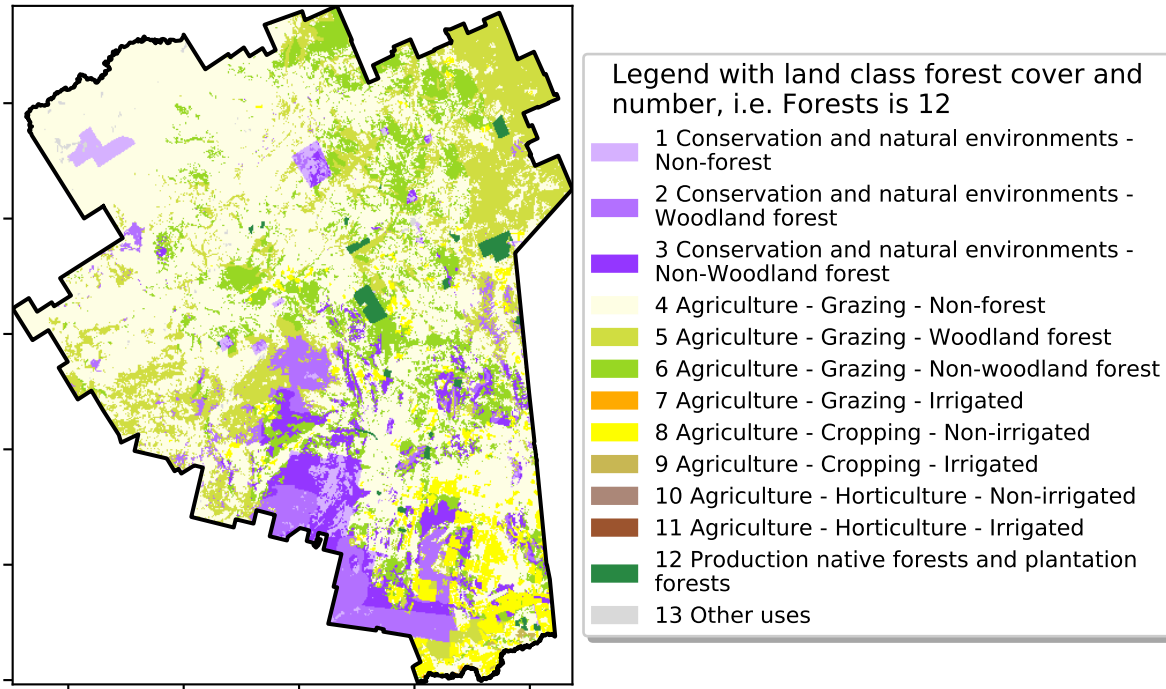 Legend with land class forest cover and
number, i.e. Forests is 12
1 Conservation and natural environments -
Non-forest
2 Conservation and natural environments -
Woodland forest
3 Conservation and natural environments -
Non-Woodland forest
4 Agriculture - Grazing - Non-forest
5 Agriculture - Grazing - Woodland forest
6 Agriculture - Grazing - Non-woodland forest
7 Agriculture - Grazing - Irrigated
8 Agriculture - Cropping - Non-irrigated
9 Agriculture - Cropping - Irrigated
10 Agriculture - Horticulture - Non-irrigated
11 Agriculture - Horticulture - Irrigated
12 Production native forests and plantation
forests
13 Other uses